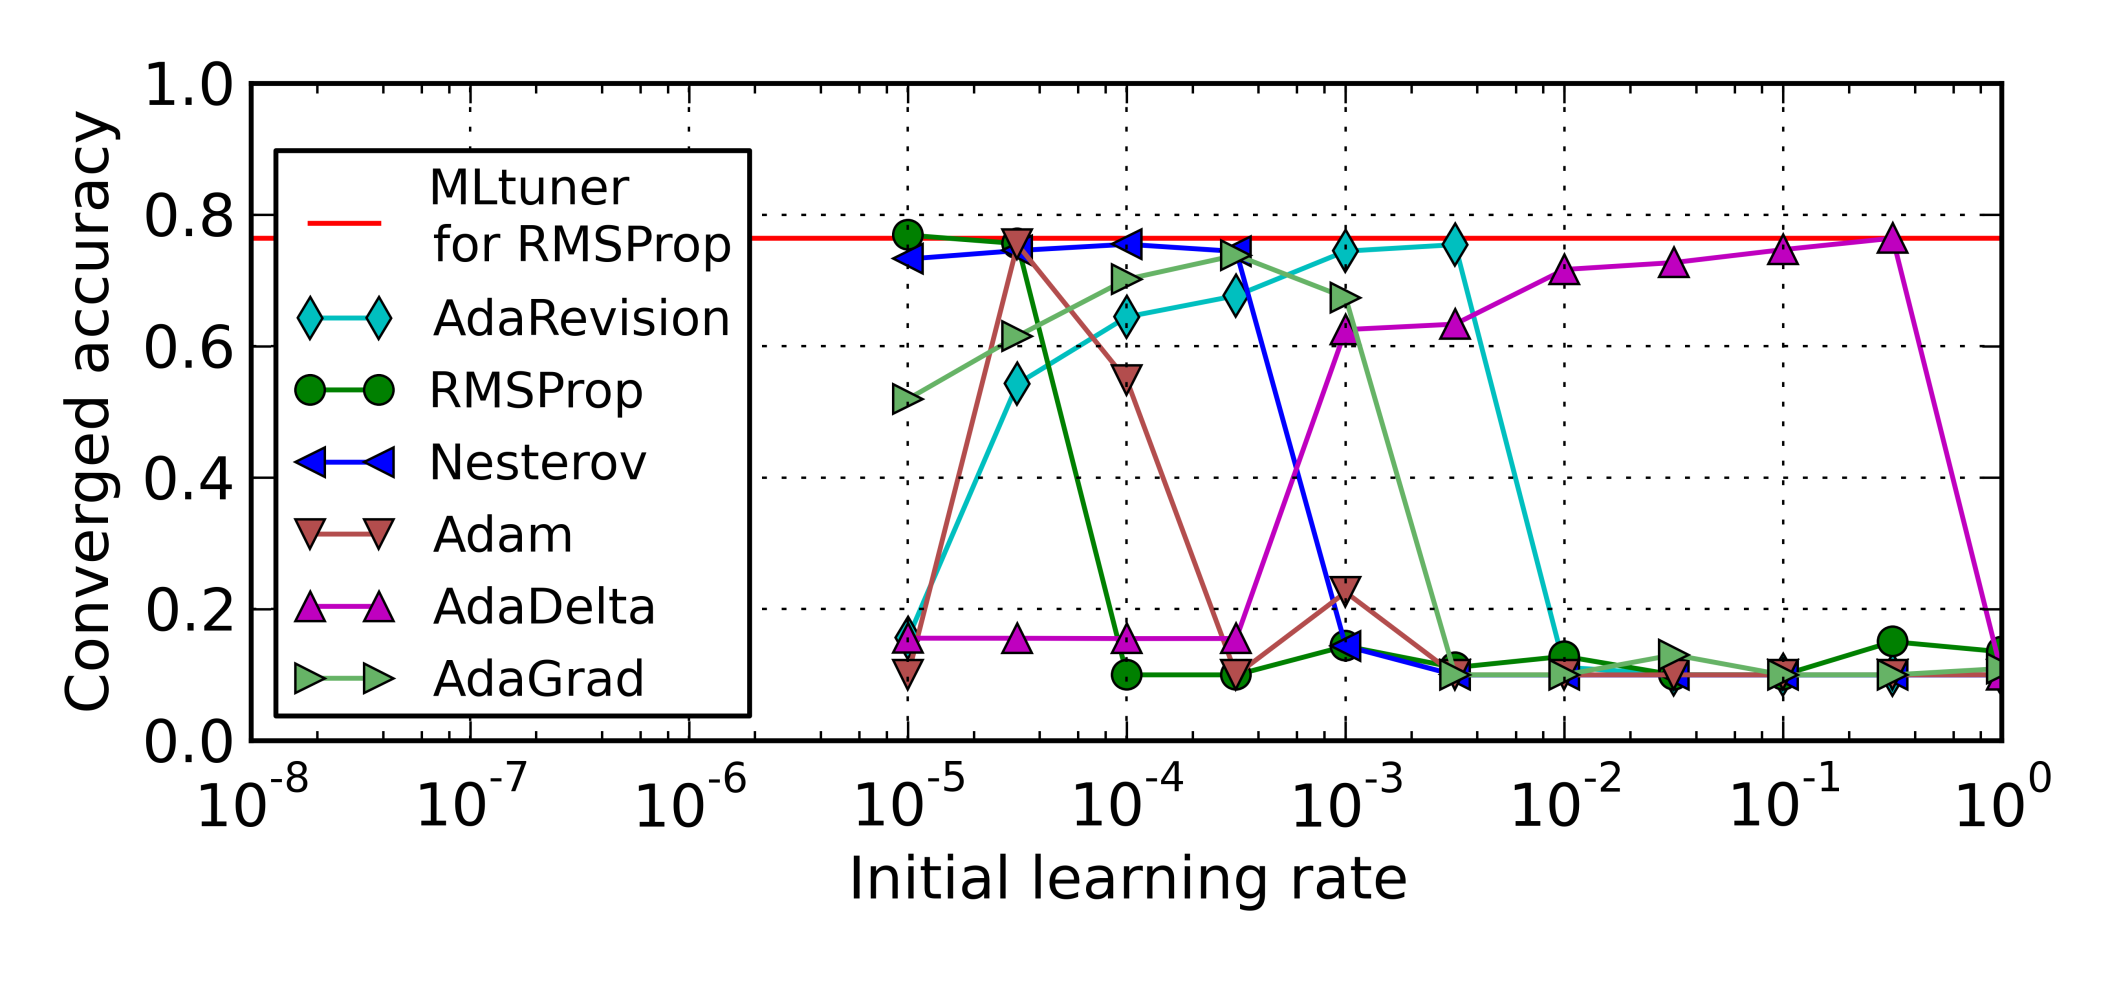 1.0
0.8
0.6
0.4
0.2
0.0
Converged accuracy
MLtuner
for RMSProp
AdaRevision
RMSProp
Nesterov
Adam
AdaDelta
AdaGrad
10^-8 10^-7 10^-6 10^-5 10^-4 10^-3 10^-2 10^-1 10^0
Initial learning rate